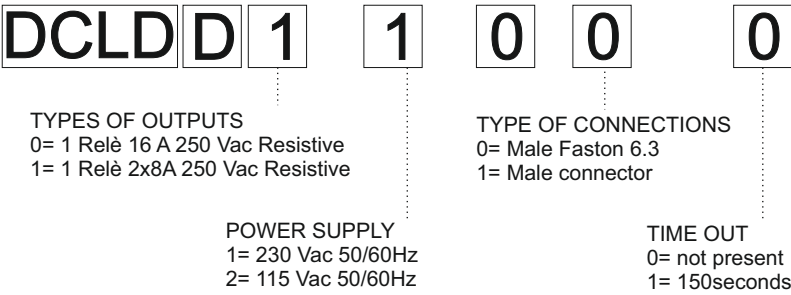 DCLD D 1 1 0 0 0
TYPES OF OUTPUTS
0= 1 Relè 16 A 250 Vac Resistive
1= 1 Relè 2x8A 250 Vac Resistive
TYPE OF CONNECTIONS
0= Male Faston 6.3
1= Male connector
POWER SUPPLY
1= 230 Vac 50/60Hz
2= 115 Vac 50/60Hz
TIME OUT
0= not present
1= 150seconds